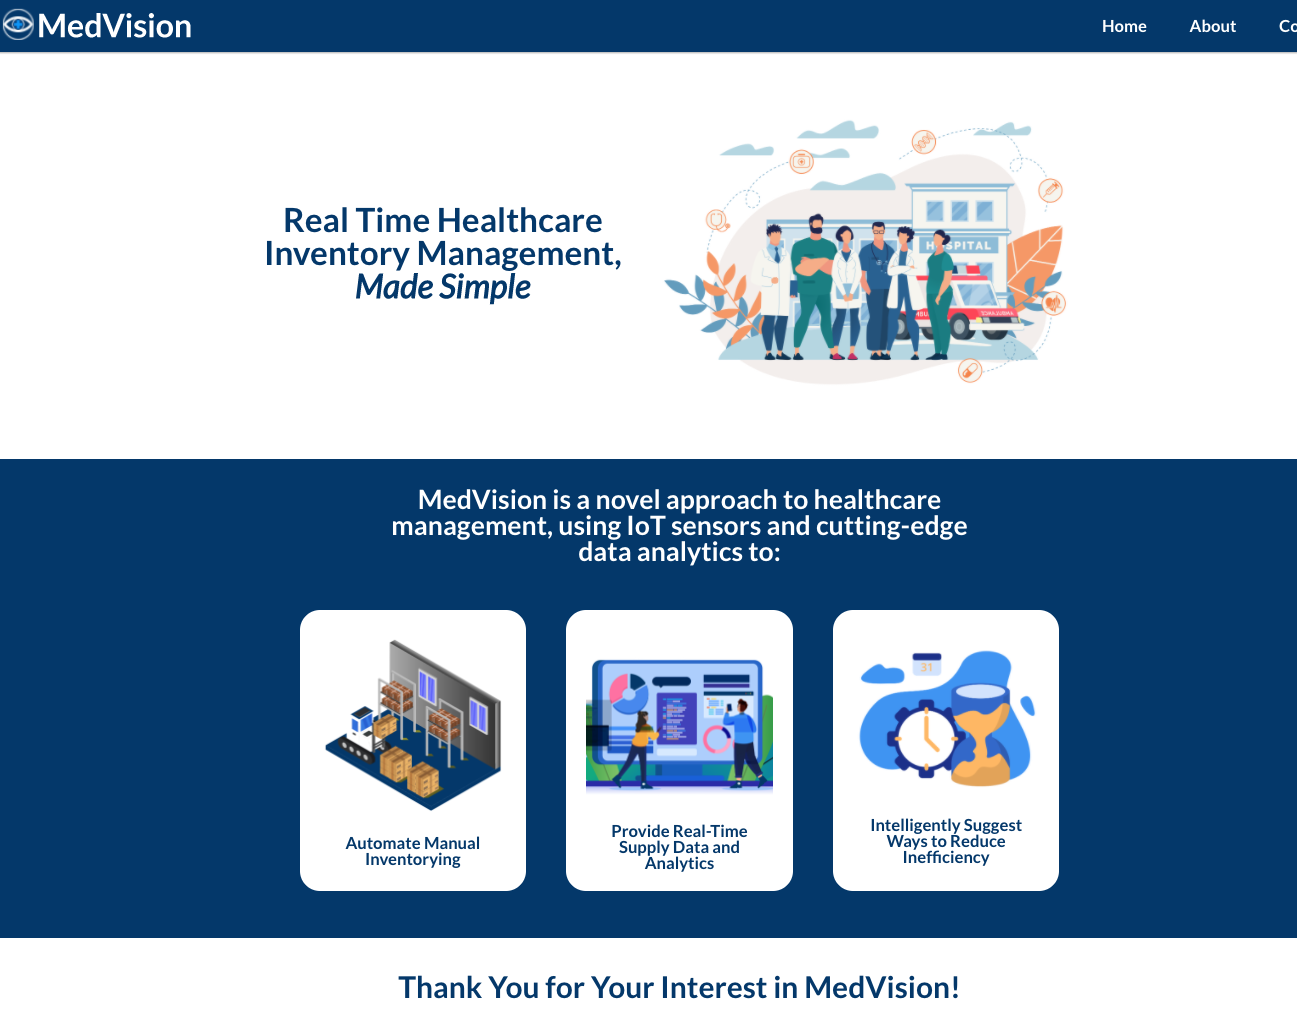 MedVision
Home About
Real Time Healthcare
Inventory Management,
Made Simple
HOSPITAL
MedVision is a novel approach to healthcare
management, using IoT sensors and cutting-edge
data analytics to:
31
Automate Manual
Inventorying
Provide Real-Time
Supply Data and
Analytics
Intelligently Suggest
Ways to Reduce
Inefficiency
Thank You for Your Interest in MedVision!